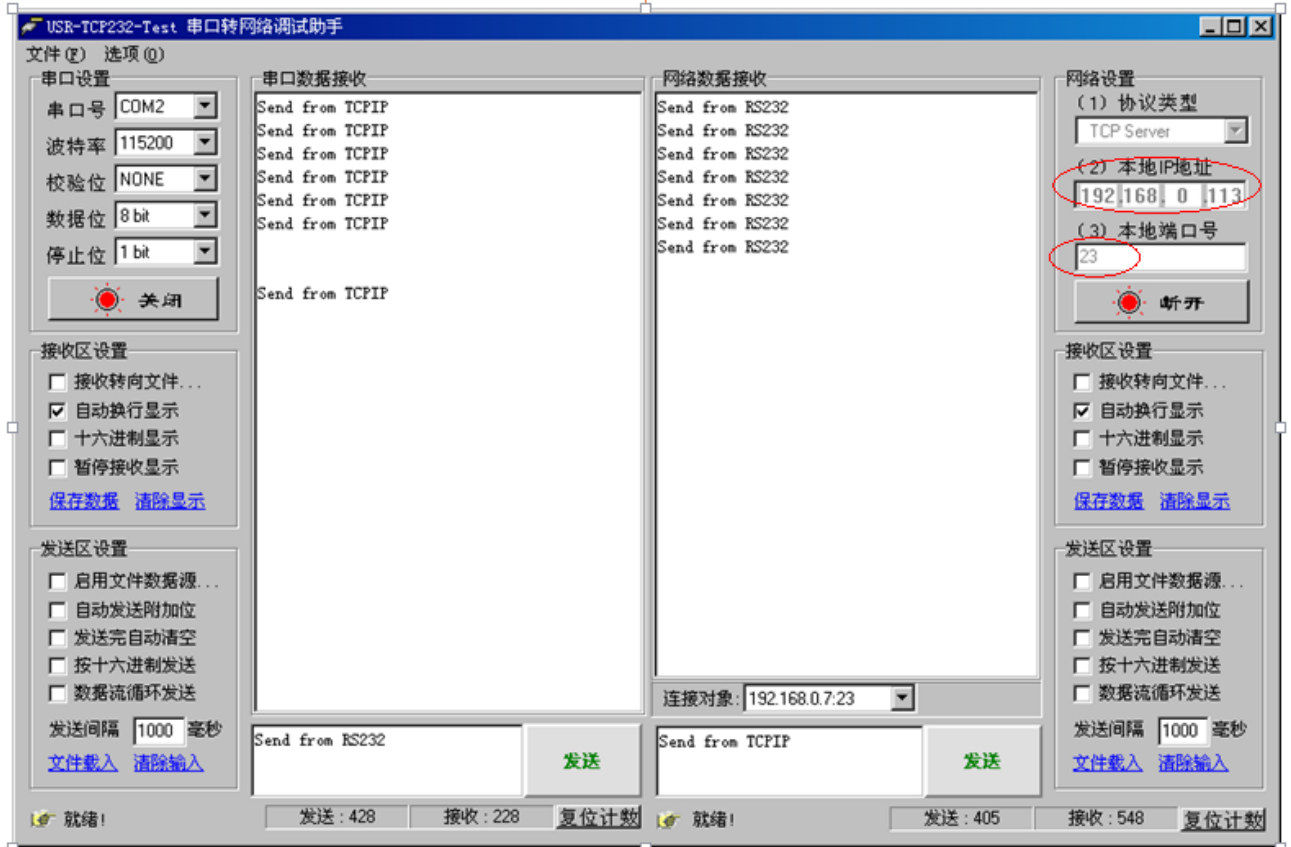 USR-TCP232-Test 串口转网络调试助手
文件(F) 选项(O)
串口设置
串口号 COM2
波特率 115200
校验位 NONE
数据位 8 bit
停止位 1 bit
关闭
接收区设置
接收转向文件...
自动换行显示
十六进制显示
暂停接收显示
保存数据 清除显示
发送区设置
启用文件数据源...
自动发送附加位
发送完自动清空
按十六进制发送
数据流循环发送
发送间隔 1000 毫秒
文件载入 清除输入
就绪!
串口数据接收
Send from TCPIP
Send from TCPIP
Send from TCPIP
Send from TCPIP
Send from TCPIP
Send from TCPIP
Send from TCPIP
Send from RS232
发送
发送 : 428 接收 : 228 复位计数
网络数据接收
Send from RS232
Send from RS232
Send from RS232
Send from RS232
Send from RS232
Send from RS232
Send from RS232
连接对象: 192.168.0.7:23
Send from TCPIP
发送
就绪!
发送 : 405 接收 : 548 复位计数
网络设置
(1) 协议类型
TCP Server
(2) 本地IP地址
192.168. 0 .113
(3) 本地端口号
23
断开
接收区设置
接收转向文件...
自动换行显示
十六进制显示
暂停接收显示
保存数据 清除显示
发送区设置
启用文件数据源...
自动发送附加位
发送完自动清空
按十六进制发送
数据流循环发送
发送间隔 1000 毫秒
文件载入 清除输入